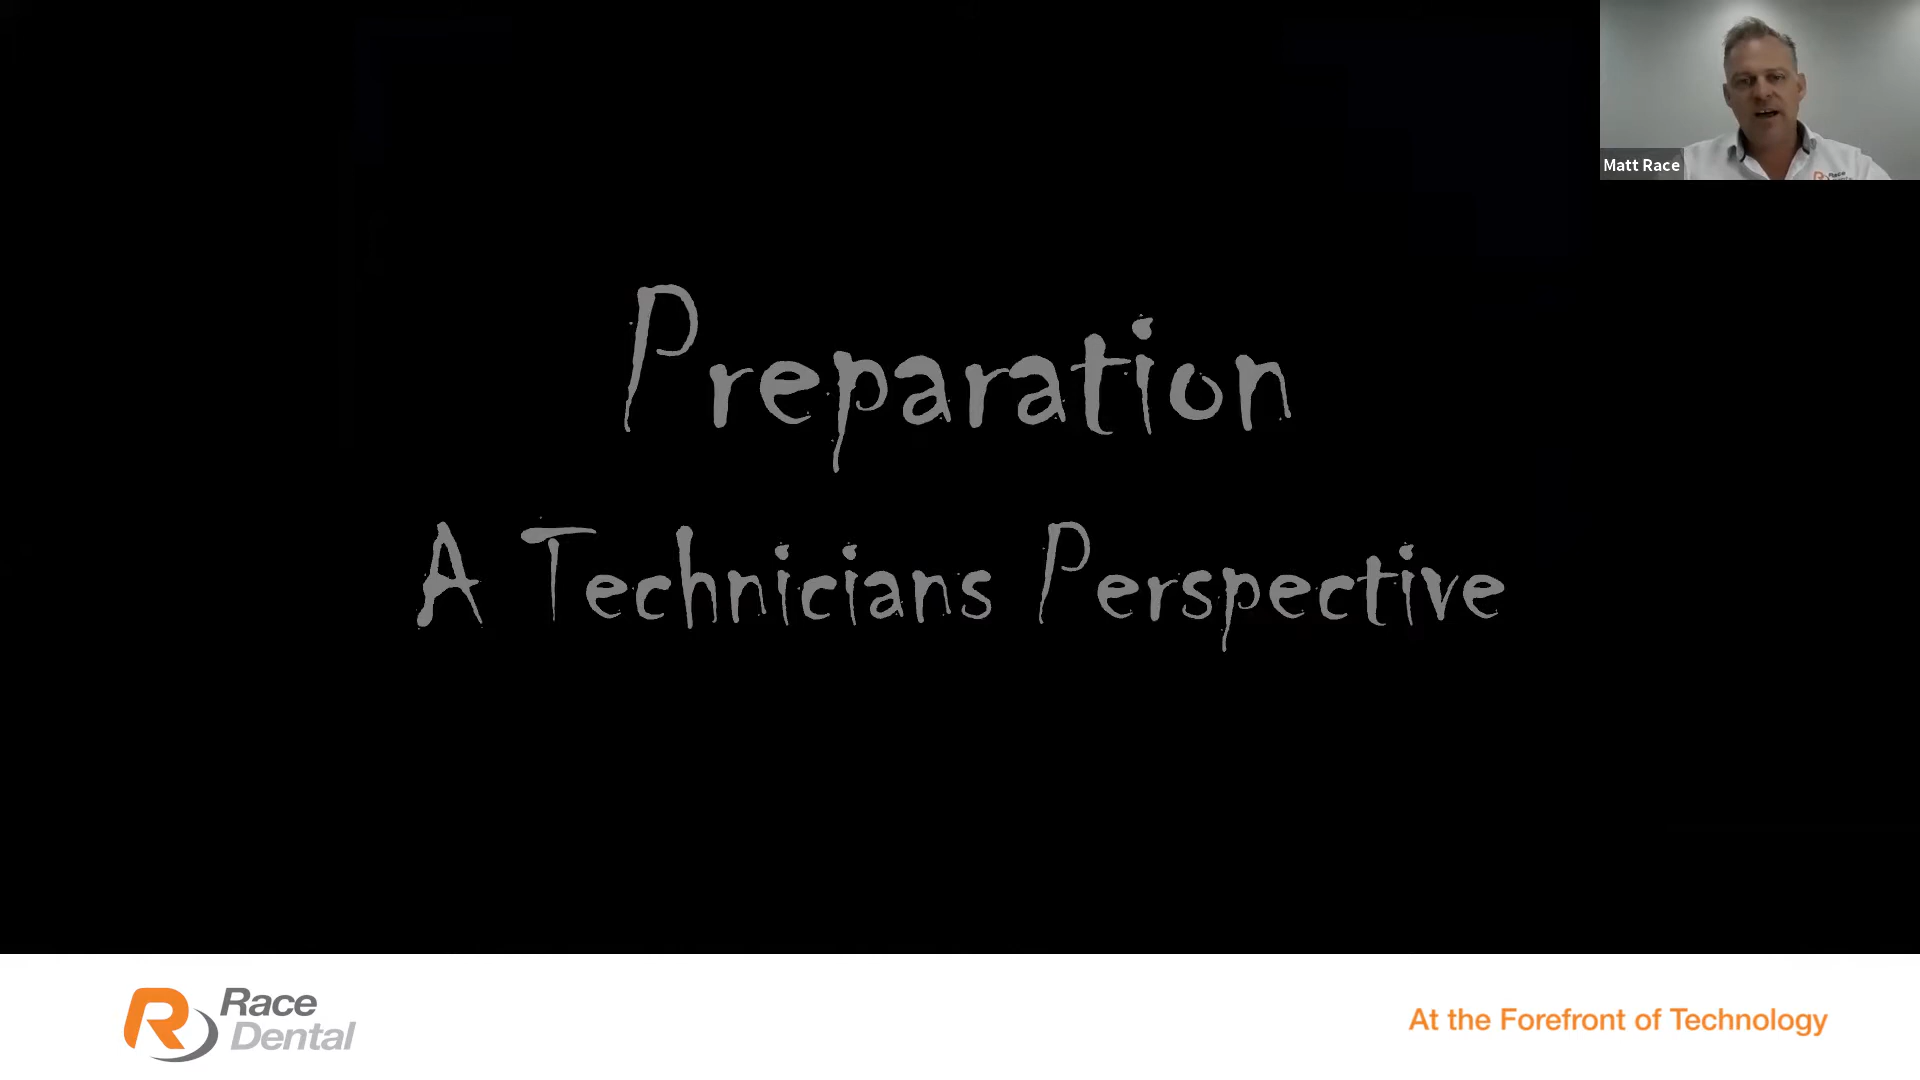 Matt Race
Preparation
A Technicians Perspective
Race
Dental
At the Forefront of Technology